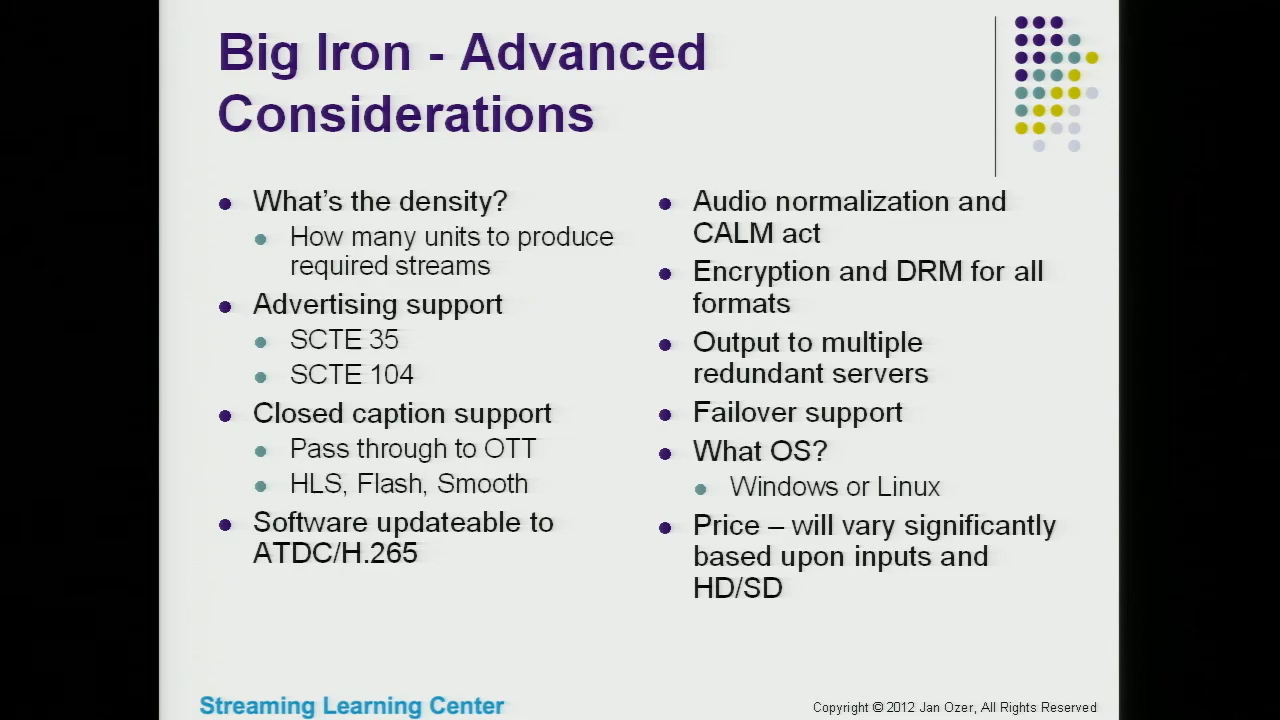 Big Iron - Advanced
Considerations
What's the density?
How many units to produce
required streams
Advertising support
SCTE 35
SCTE 104
Closed caption support
Pass through to OTT
HLS, Flash, Smooth
Software updateable to
ATDC/H.265
Audio normalization and
CALM act
Encryption and DRM for all
formats
Output to multiple
redundant servers
Failover support
What OS?
Windows or Linux
Price – will vary significantly
based upon inputs and
HD/SD
Streaming Learning Center
Copyright © 2012 Jan Ozer, All Rights Reserved